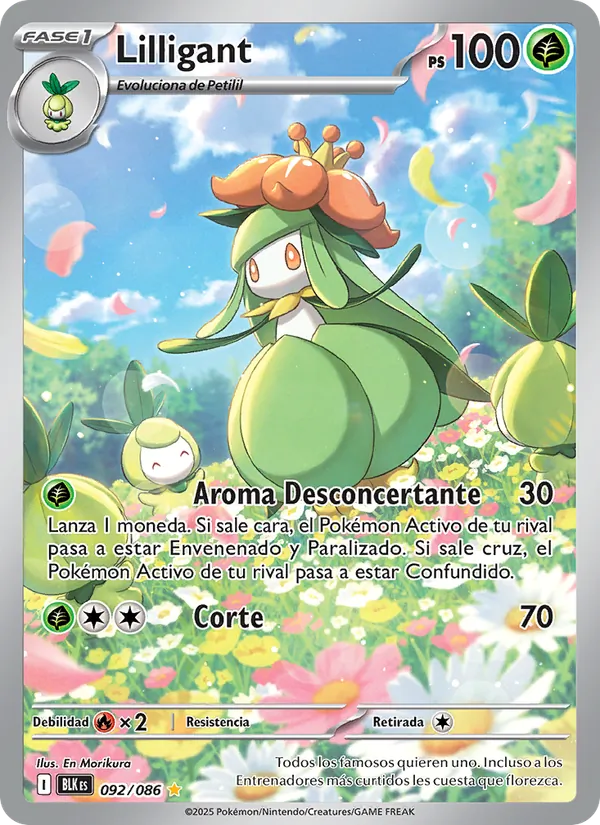 FASE 1
Lilligant
PS 100
Evoluciona de Petilil
Aroma Desconcertante 30
Lanza 1 moneda. Si sale cara, el Pokémon Activo de tu rival
pasa a estar Envenenado y Paralizado. Si sale cruz, el
Pokémon Activo de tu rival pasa a estar Confundido.
Corte 70
Debilidad ×2 Resistencia Retirada
Ilus. En Morikura
Todos los famosos quieren uno. Incluso a los
Entrenadores más curtidos les cuesta que florezca.
I BLK ES 092/086
©2025 Pokémon/Nintendo/Creatures/GAME FREAK